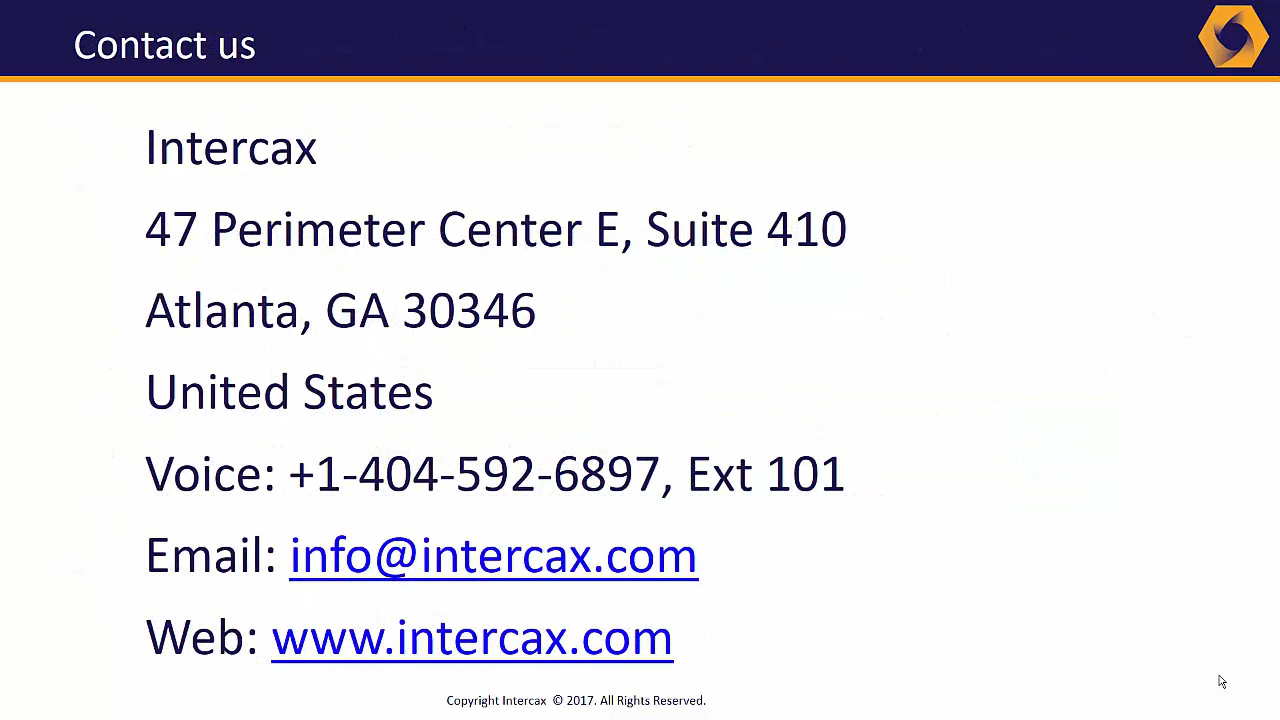 Contact us
Intercax
47 Perimeter Center E, Suite 410
Atlanta, GA 30346
United States
Voice: +1-404-592-6897, Ext 101
Email: info@intercax.com
Web: www.intercax.com
Copyright Intercax © 2017. All Rights Reserved.